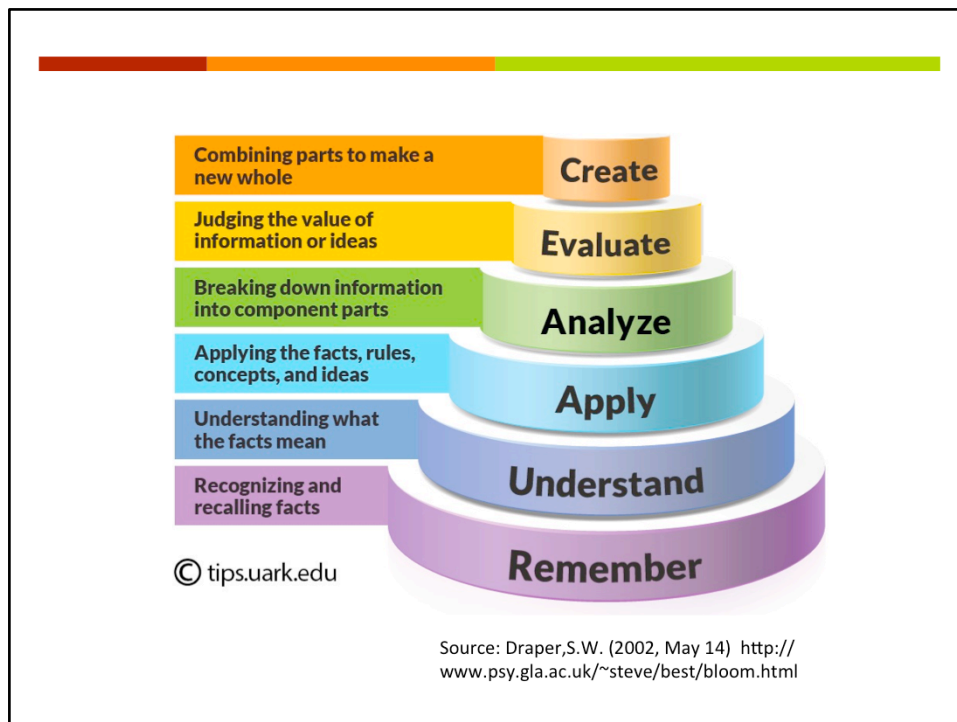 Combining parts to make a
new whole
Create
Judging the value of
information or ideas
Evaluate
Breaking down information
into component parts
Analyze
Applying the facts, rules,
concepts, and ideas
Apply
Understanding what
the facts mean
Understand
Recognizing and
recalling facts
Remember
© tips.uark.edu
Source: Draper,S.W. (2002, May 14) http://
www.psy.gla.ac.uk/~steve/best/bloom.html